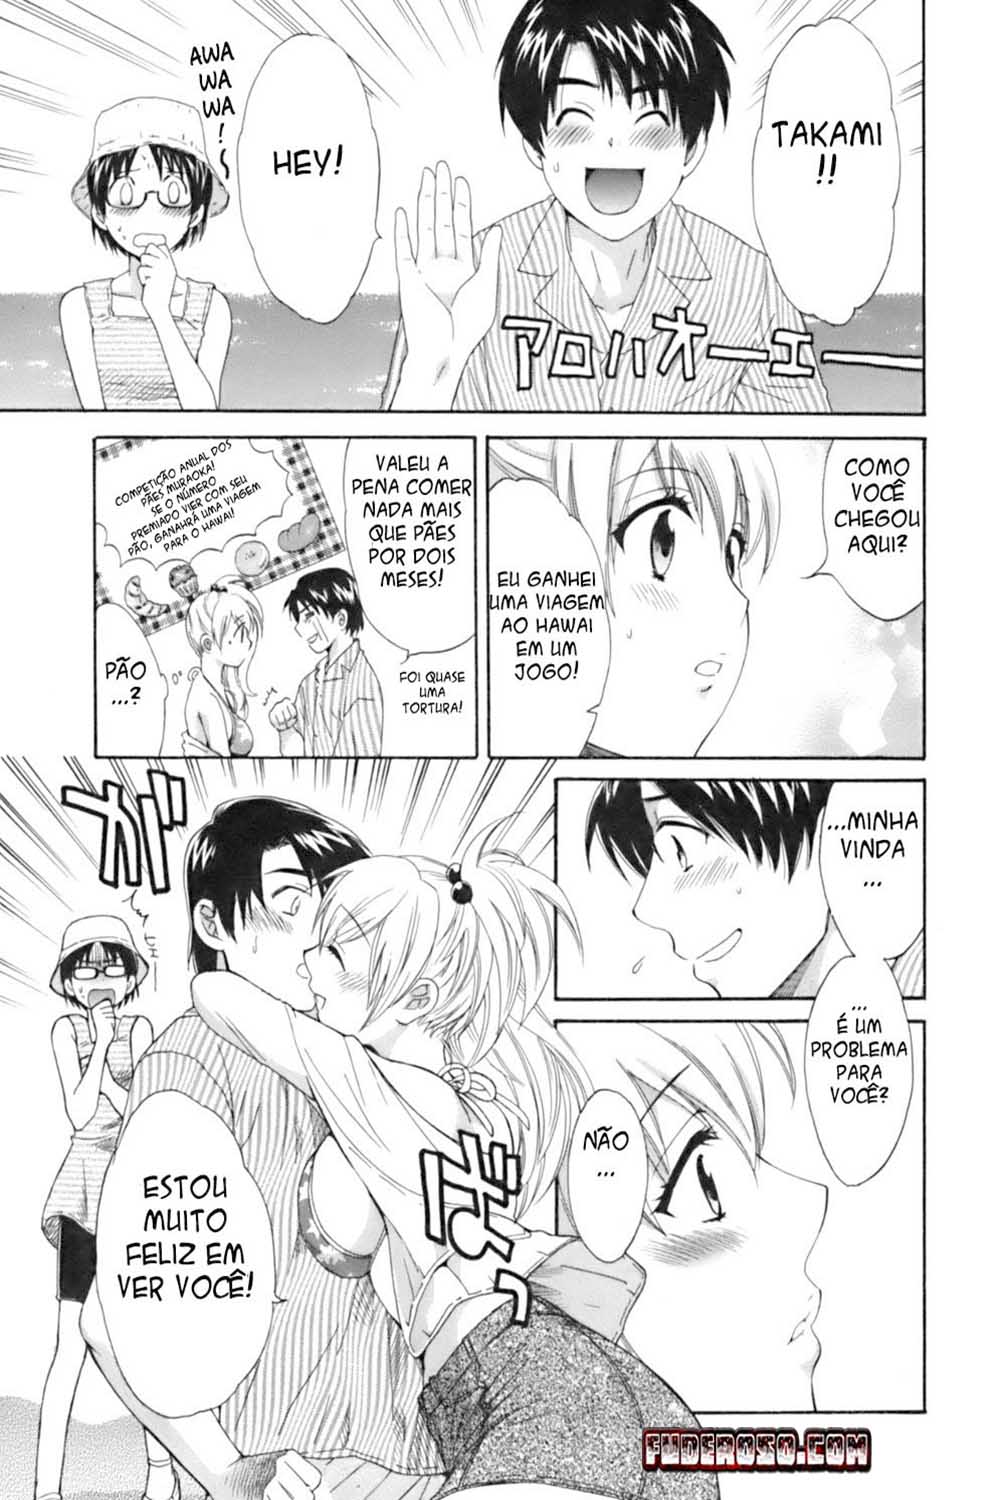 TAKAMI
!!
HEY!
AWA
WA
WA!
アロハオーエー
COMO
VOCÊ
CHEGOU
AQUI?
EU GANHEI
UMA VIAGEM
AO HAWAI
EM UM
JOGO!
VALEU A
PENA COMER
NADA MAIS
QUE PÃES
POR DOIS
MESES!
FOI QUASE
UMA
TORTURA!
COMPETIÇÃO ANUAL DOS
PÃES MURAOKA!
SE O NÚMERO
PREMIADO VIER COM SEU
PÃO, GANAHRÁ UMA VIAGEM
PARA O HAWAI!
PÃO
...?
...MINHA
VINDA
...
...
É UM
PROBLEMA
PARA
VOCÊ?
NÃO
...
ガ
ばっ
ESTOU
MUITO
FELIZ EM
VER VOCÊ!
FUDEROSO.COM